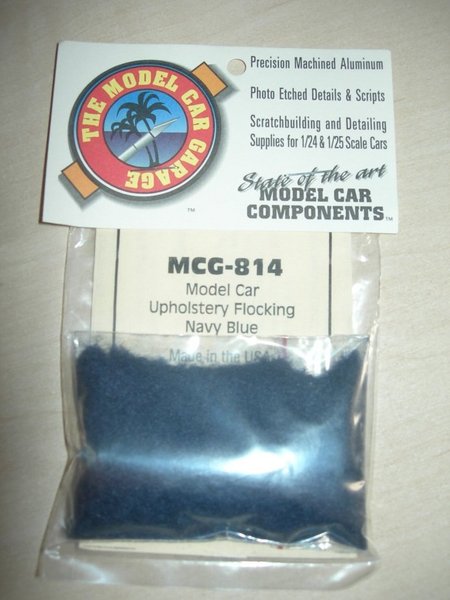 THE MODEL CAR GARAGE
TM
Precision Machined Aluminum
Photo Etched Details & Scripts
Scratchbuilding and Detailing
Supplies for 1/24 & 1/25 Scale Cars
State of the art
MODEL CAR
COMPONENTS TM
MCG-814
Model Car
Upholstery Flocking
Navy Blue
Made in the USA